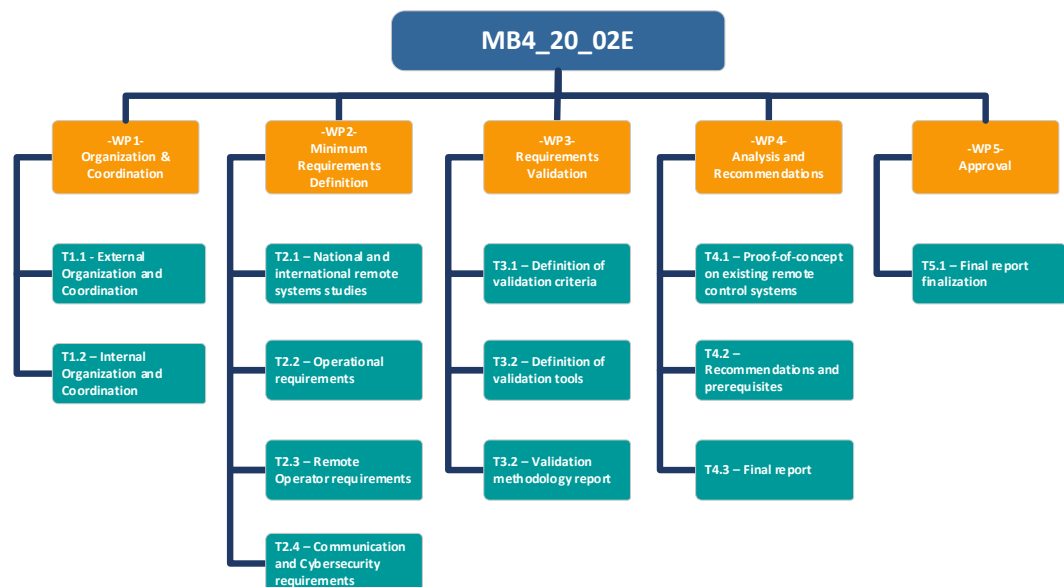 MB4_20_02E
-WP1-
Organization &
Coordination
T1.1 - External
Organization and
Coordination
T1.2 – Internal
Organization and
Coordination
-WP2-
Minimum
Requirements
Definition
T2.1 – National and
international remote
systems studies
T2.2 – Operational
requirements
T2.3 – Remote
Operator requirements
T2.4 – Communication
and Cybersecurity
requirements
-WP3-
Requirements
Validation
T3.1 – Definition of
validation criteria
T3.2 – Definition of
validation tools
T3.2 – Validation
methodology report
-WP4-
Analysis and
Recommendations
T4.1 – Proof-of-concept
on existing remote
control systems
T4.2 –
Recommendations and
prerequisites
T4.3 – Final report
-WP5-
Approval
T5.1 – Final report
finalization